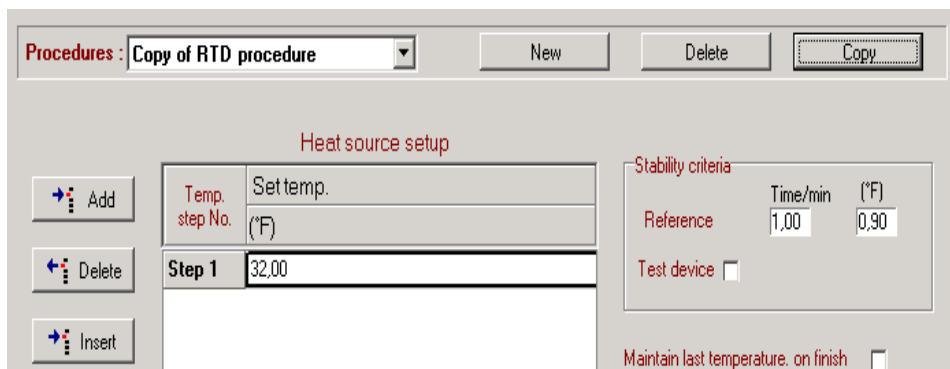 Procedures : Copy of RTD procedure New Delete Copy
Heat source setup
Add
Delete
Insert
Temp. step No.
Set temp.
(°F)
Step 1 32,00
Stability criteria
Time/min (°F)
Reference 1,00 0,90
Test device
Maintain last temperature. on finish